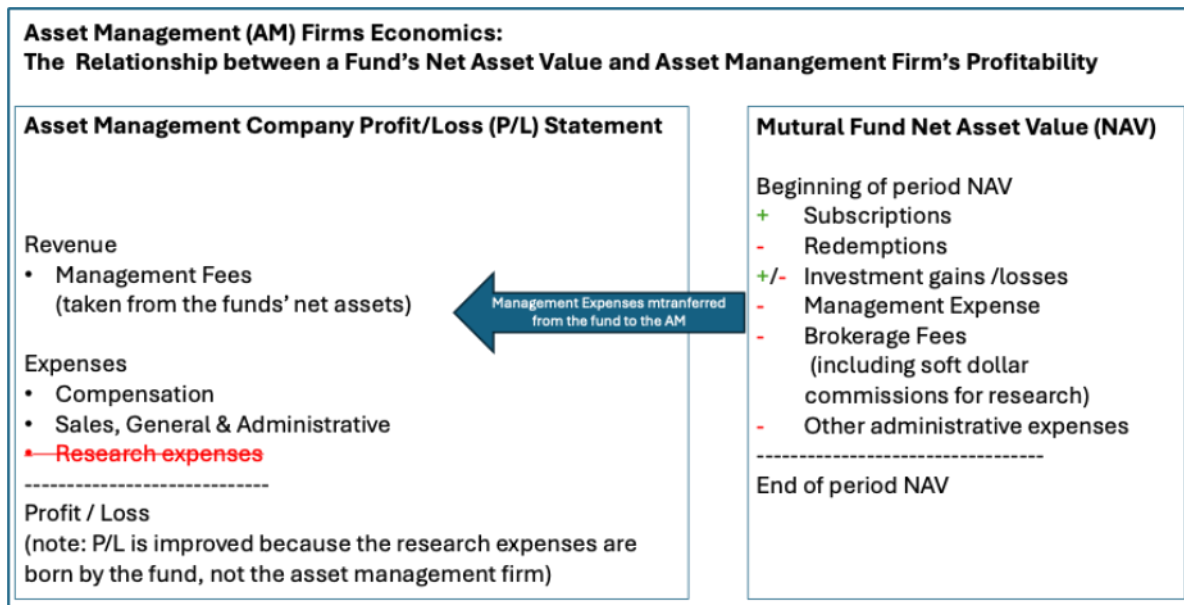 Asset Management (AM) Firms Economics:
The Relationship between a Fund's Net Asset Value and Asset Manangement Firm's Profitability
Asset Management Company Profit/Loss (P/L) Statement
Revenue
• Management Fees
(taken from the funds' net assets)
Expenses
• Compensation
• Sales, General & Administrative
• Research expenses
-----------------------------
Profit / Loss
(note: P/L is improved because the research expenses are
born by the fund, not the asset management firm)
Management Expenses mtranferred
from the fund to the AM
Mutural Fund Net Asset Value (NAV)
Beginning of period NAV
+ Subscriptions
- Redemptions
+/- Investment gains /losses
- Management Expense
- Brokerage Fees
(including soft dollar
commissions for research)
- Other administrative expenses
----------------------------------
End of period NAV